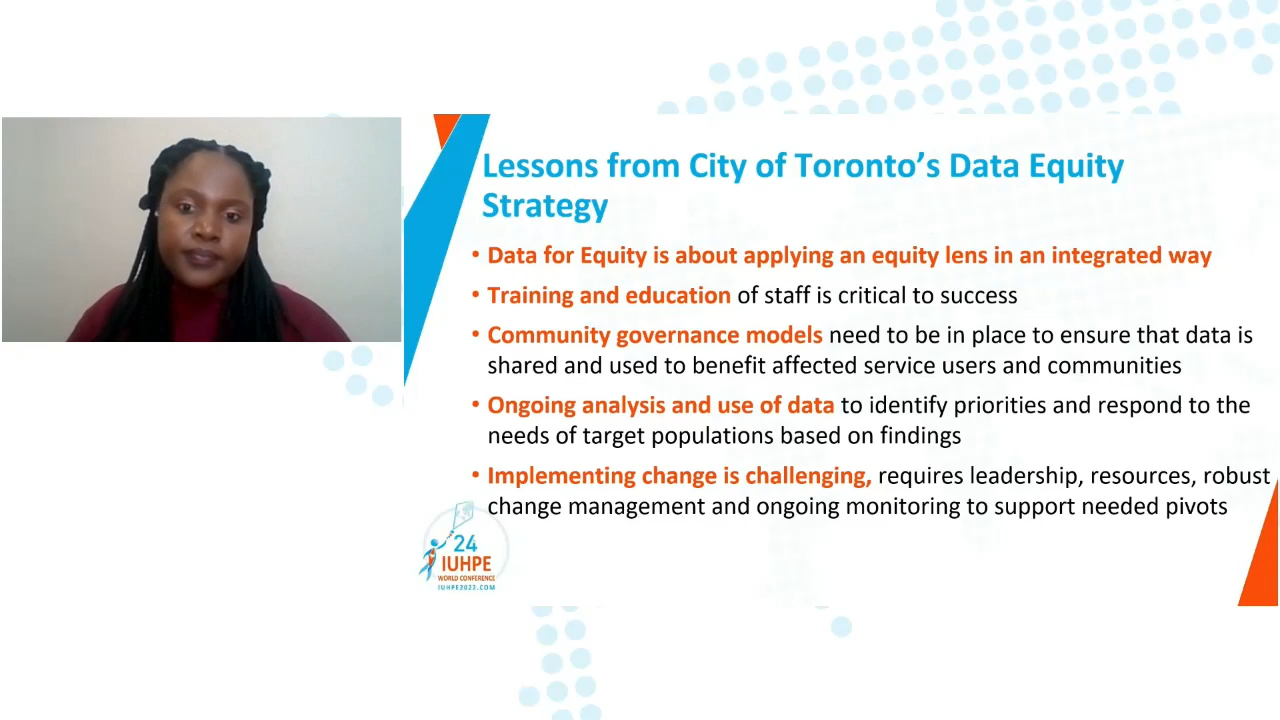 Lessons from City of Toronto’s Data Equity
Strategy
• Data for Equity is about applying an equity lens in an integrated way
• Training and education of staff is critical to success
• Community governance models need to be in place to ensure that data is
shared and used to benefit affected service users and communities
• Ongoing analysis and use of data to identify priorities and respond to the
needs of target populations based on findings
• Implementing change is challenging, requires leadership, resources, robust
change management and ongoing monitoring to support needed pivots
24
IUHPE
WORLD CONFERENCE
IUHPE2022.COM